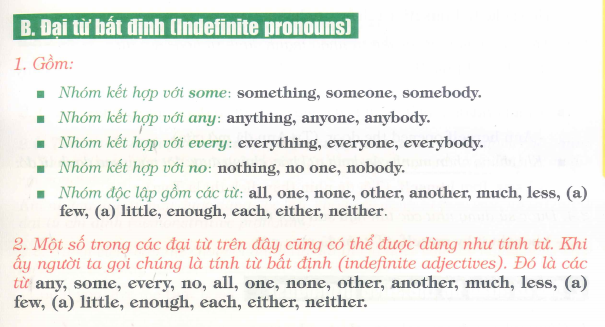 B. Đại từ bất định (Indefinite pronouns)
1. Gồm:
▪ Nhóm kết hợp với some: something, someone, somebody.
▪ Nhóm kết hợp với any: anything, anyone, anybody.
▪ Nhóm kết hợp với every: everything, everyone, everybody.
▪ Nhóm kết hợp với no: nothing, no one, nobody.
▪ Nhóm độc lập gồm các từ: all, one, none, other, another, much, less, (a)
few, (a) little, enough, each, either, neither.
2. Một số trong các đại từ trên đây cũng có thể được dùng như tính từ. Khi
ấy người ta gọi chúng là tính từ bất định (indefinite adjectives). Đó là các
từ any, some, every, no, all, one, none, other, another, much, less, (a)
few, (a) little, enough, each, either, neither.